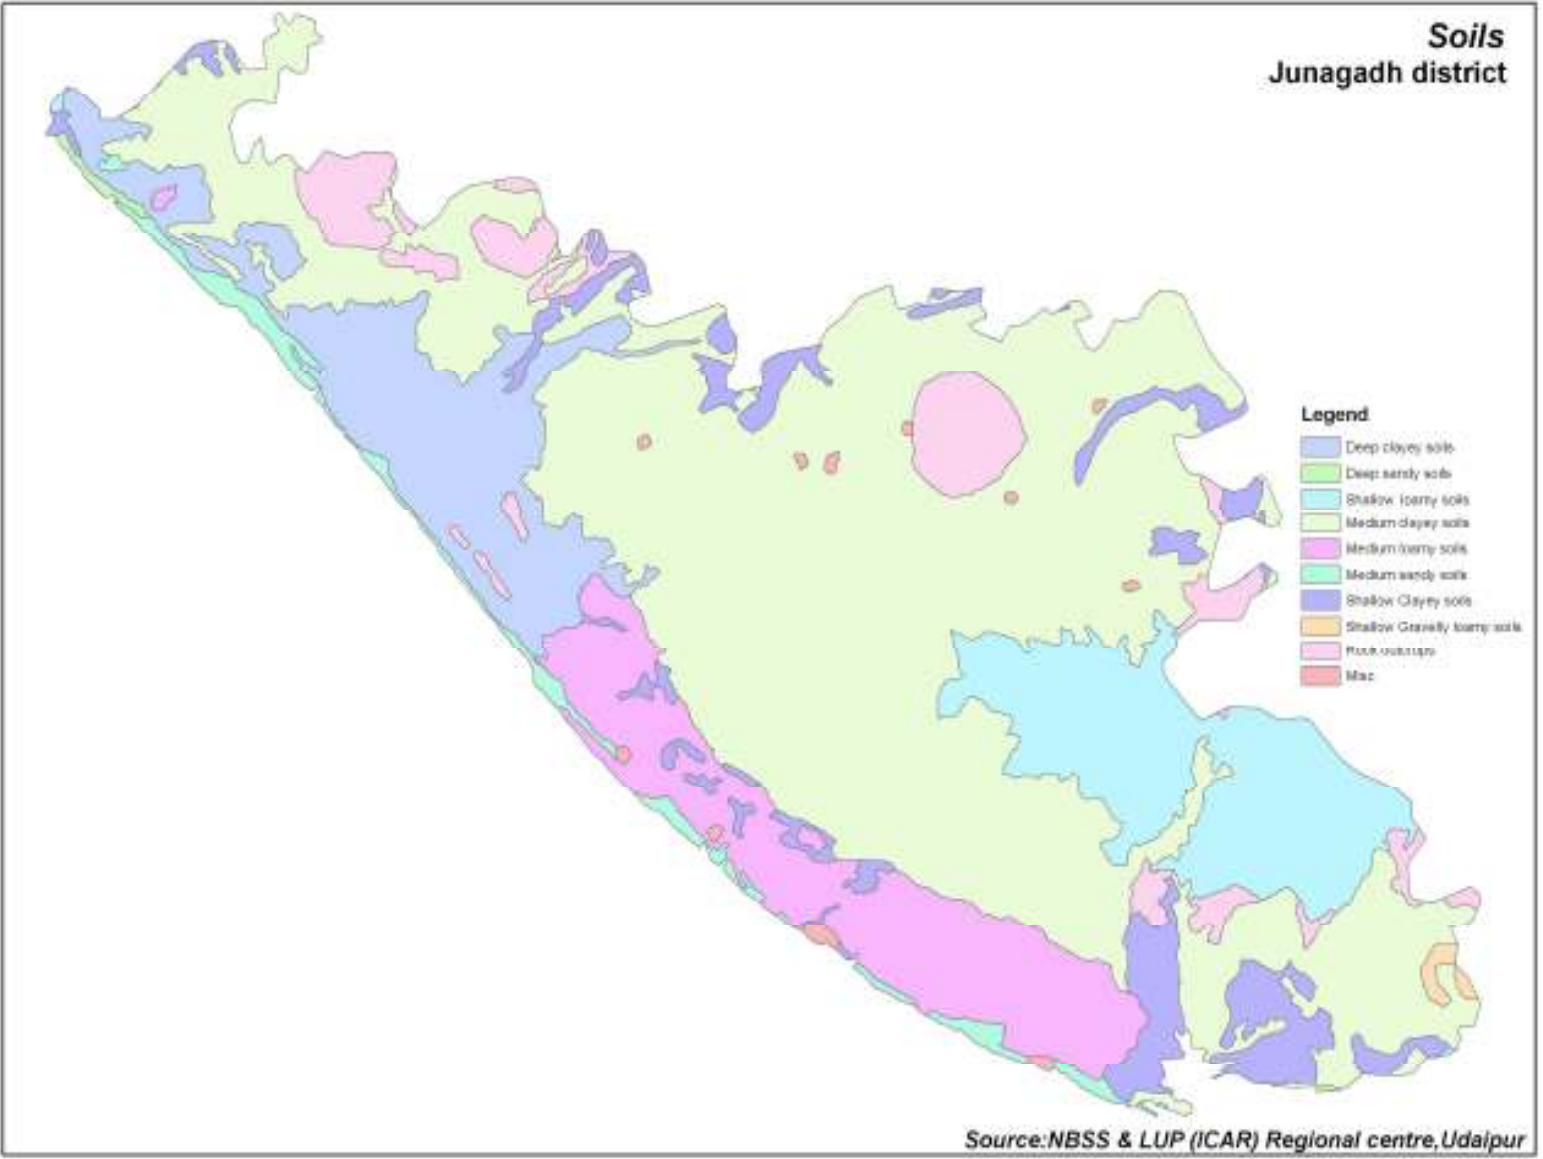 Soils
Junagadh district
Legend
Deep clayey soils
Deep sandy soils
Shallow loamy soils
Medium clayey soils
Medium loamy soils
Medium sandy soils
Shallow Clayey soils
Shallow Gravelly loamy soils
Rock outcrops
Misc
Source:NBSS & LUP (ICAR) Regional centre,Udaipur